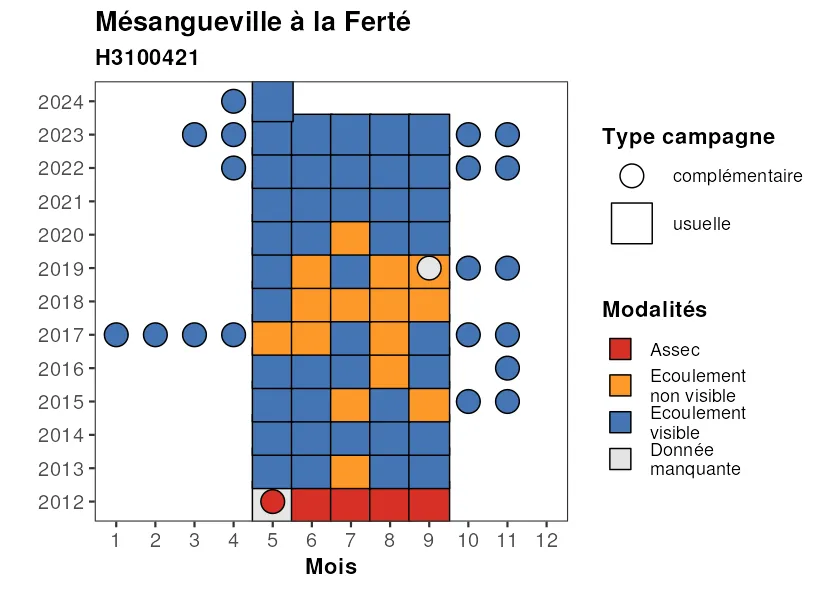 Mésangueville à la Ferté
H3100421
2024
2023
2022
2021
2020
2019
2018
2017
2016
2015
2014
2013
2012
1 2 3 4 5 6 7 8 9 10 11 12
Mois
Type campagne
complémentaire
usuelle
Modalités
Assec
Ecoulement
non visible
Ecoulement
visible
Donnée
manquante